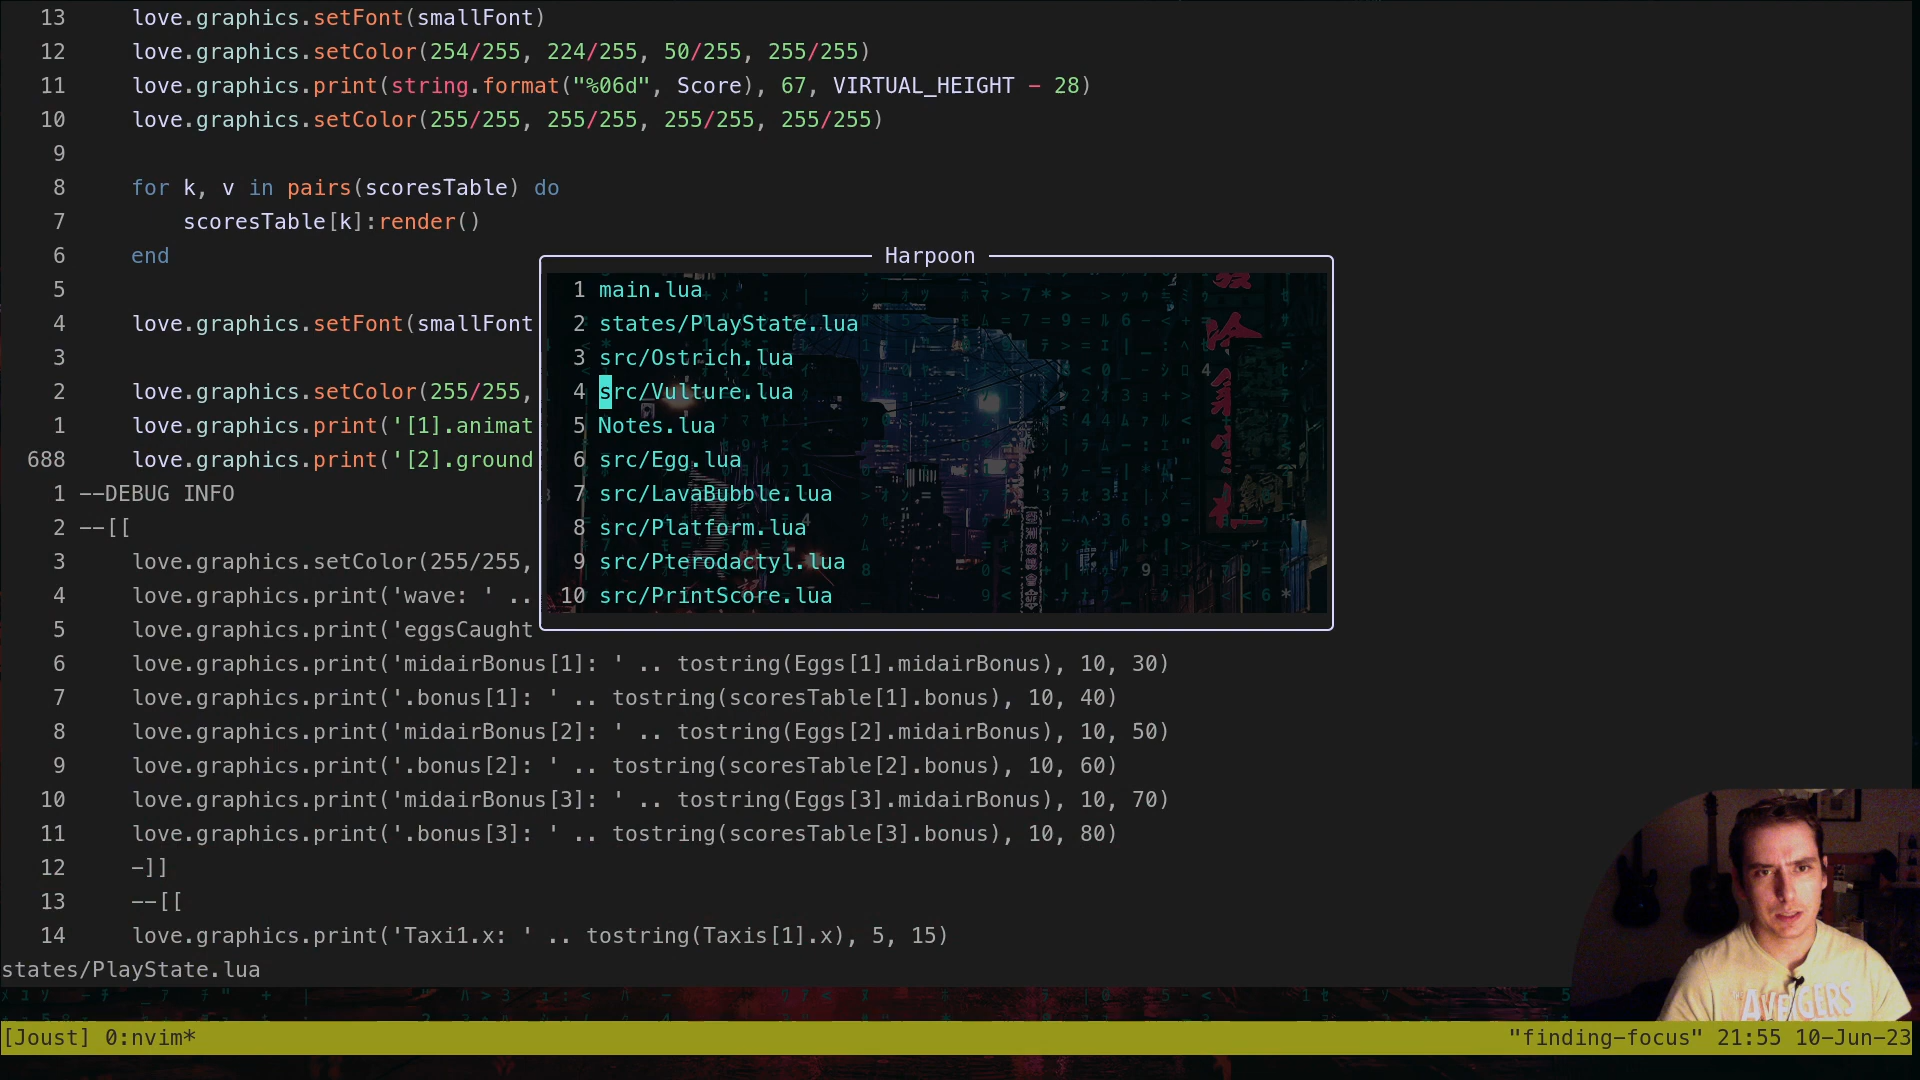 13 love.graphics.setFont(smallFont)
12 love.graphics.setColor(254/255, 224/255, 50/255, 255/255)
11 love.graphics.print(string.format("%06d", Score), 67, VIRTUAL_HEIGHT - 28)
10 love.graphics.setColor(255/255, 255/255, 255/255, 255/255)
9
8 for k, v in pairs(scoresTable) do
7 scoresTable[k]:render()
6 end
5
4 love.graphics.setFont(smallFont
3
2 love.graphics.setColor(255/255,
1 love.graphics.print('[1].animat
688 love.graphics.print('[2].ground
1 --DEBUG INFO
2 --[[
3 love.graphics.setColor(255/255,
4 love.graphics.print('wave: ' ..
5 love.graphics.print('eggsCaught
6 love.graphics.print('midairBonus[1]: ' .. tostring(Eggs[1].midairBonus), 10, 30)
7 love.graphics.print('.bonus[1]: ' .. tostring(scoresTable[1].bonus), 10, 40)
8 love.graphics.print('midairBonus[2]: ' .. tostring(Eggs[2].midairBonus), 10, 50)
9 love.graphics.print('.bonus[2]: ' .. tostring(scoresTable[2].bonus), 10, 60)
10 love.graphics.print('midairBonus[3]: ' .. tostring(Eggs[3].midairBonus), 10, 70)
11 love.graphics.print('.bonus[3]: ' .. tostring(scoresTable[3].bonus), 10, 80)
12 -]]
13 --[[
14 love.graphics.print('Taxi1.x: ' .. tostring(Taxis[1].x), 5, 15)
Harpoon
1 main.lua
2 states/PlayState.lua
3 src/Ostrich.lua
4 src/Vulture.lua
5 Notes.lua
6 src/Egg.lua
7 src/LavaBubble.lua
8 src/Platform.lua
9 src/Pterodactyl.lua
10 src/PrintScore.lua
states/PlayState.lua
AVENGERS
[Joust] 0:nvim* "finding-focus" 21:55 10-Jun-23